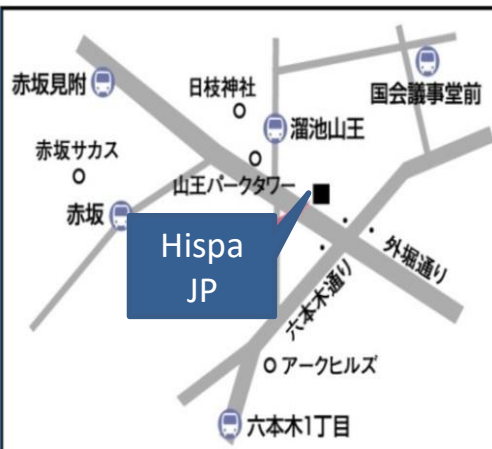 赤坂見附
日枝神社
国会議事堂前
溜池山王
赤坂サカス
山王パークタワー
赤坂
Hispa
JP
外堀通り
六本木通り
アークヒルズ
六本木1丁目